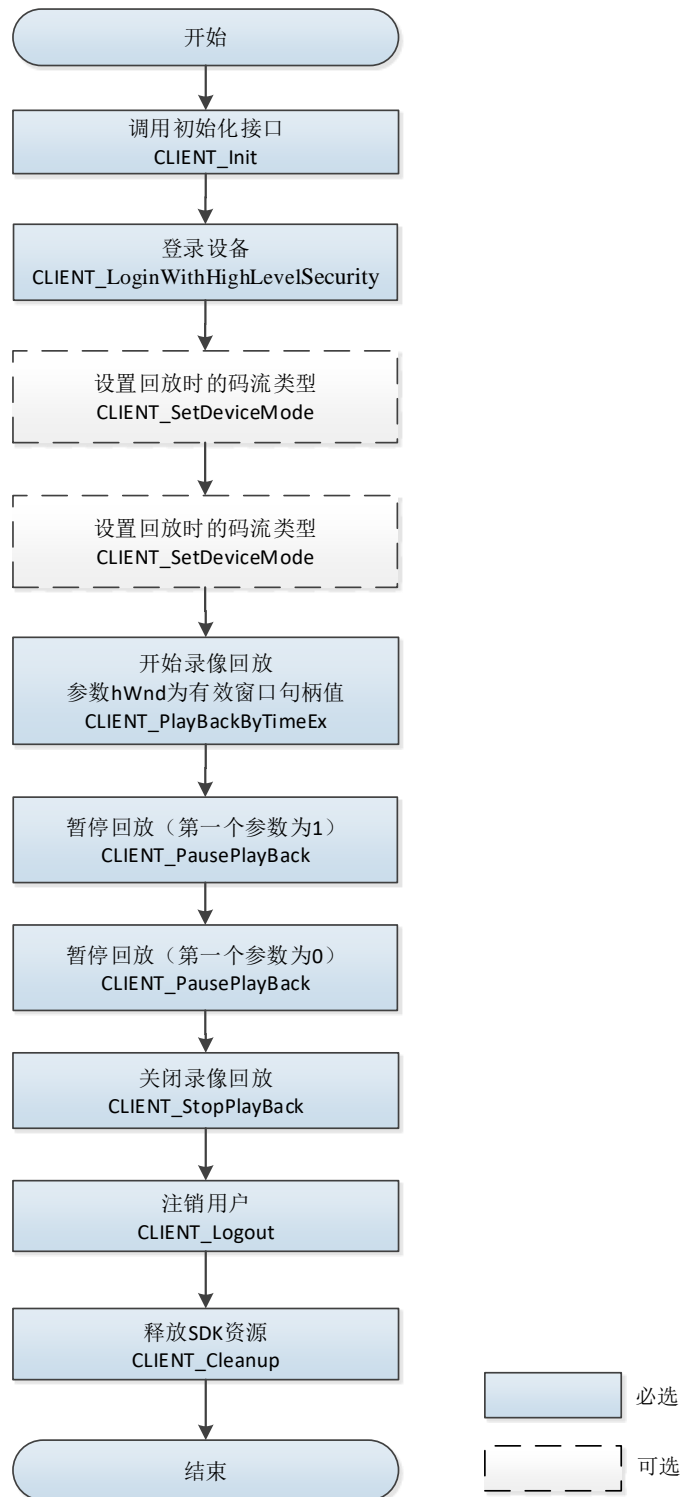 开始
调用初始化接口
CLIENT_Init
登录设备
CLIENT_LoginWithHighLevelSecurity
设置回放时的码流类型
CLIENT_SetDeviceMode
设置回放时的码流类型
CLIENT_SetDeviceMode
开始录像回放
参数hWnd为有效窗口句柄值
CLIENT_PlayBackByTimeEx
暂停回放（第一个参数为1）
CLIENT_PausePlayBack
暂停回放（第一个参数为0）
CLIENT_PausePlayBack
关闭录像回放
CLIENT_StopPlayBack
注销用户
CLIENT_Logout
释放SDK资源
CLIENT_Cleanup
结束
必选
可选